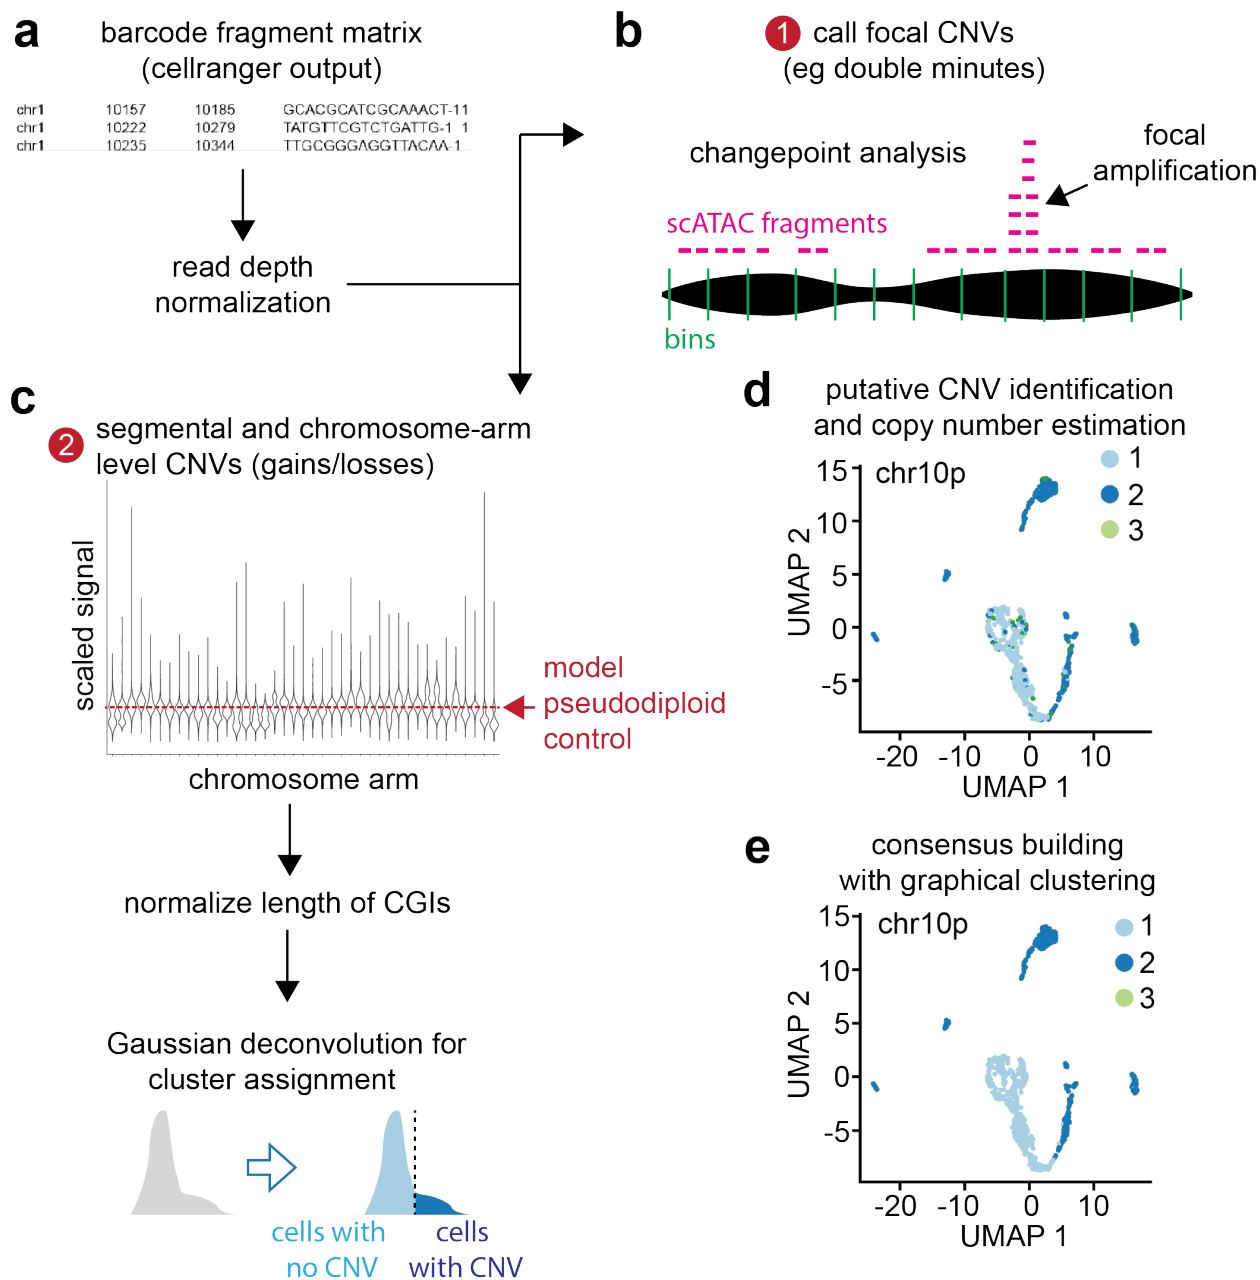 a
barcode fragment matrix
(cellranger output)
chr1 10157 10185 GCACGCATCGCAAACT-11
chr1 10222 10279 TATGTTCGTCTGATTG-1 1
chr1 10235 10344 TTGCGGGAGGTTACAA-1
read depth
normalization
b
1 call focal CNVs
(eg double minutes)
changepoint analysis
focal
amplification
scATAC fragments
bins
c
2 segmental and chromosome-arm
level CNVs (gains/losses)
scaled signal
model
pseudodiploid
control
chromosome arm
normalize length of CGIs
Gaussian deconvolution for
cluster assignment
cells with
no CNV
cells
with CNV
d
putative CNV identification
and copy number estimation
chr10p
1
2
3
15
10
5
0
-5
UMAP 2
-20 -10 0 10
UMAP 1
e
consensus building
with graphical clustering
chr10p
1
2
3
15
10
5
0
-5
UMAP 2
-20 -10 0 10
UMAP 1